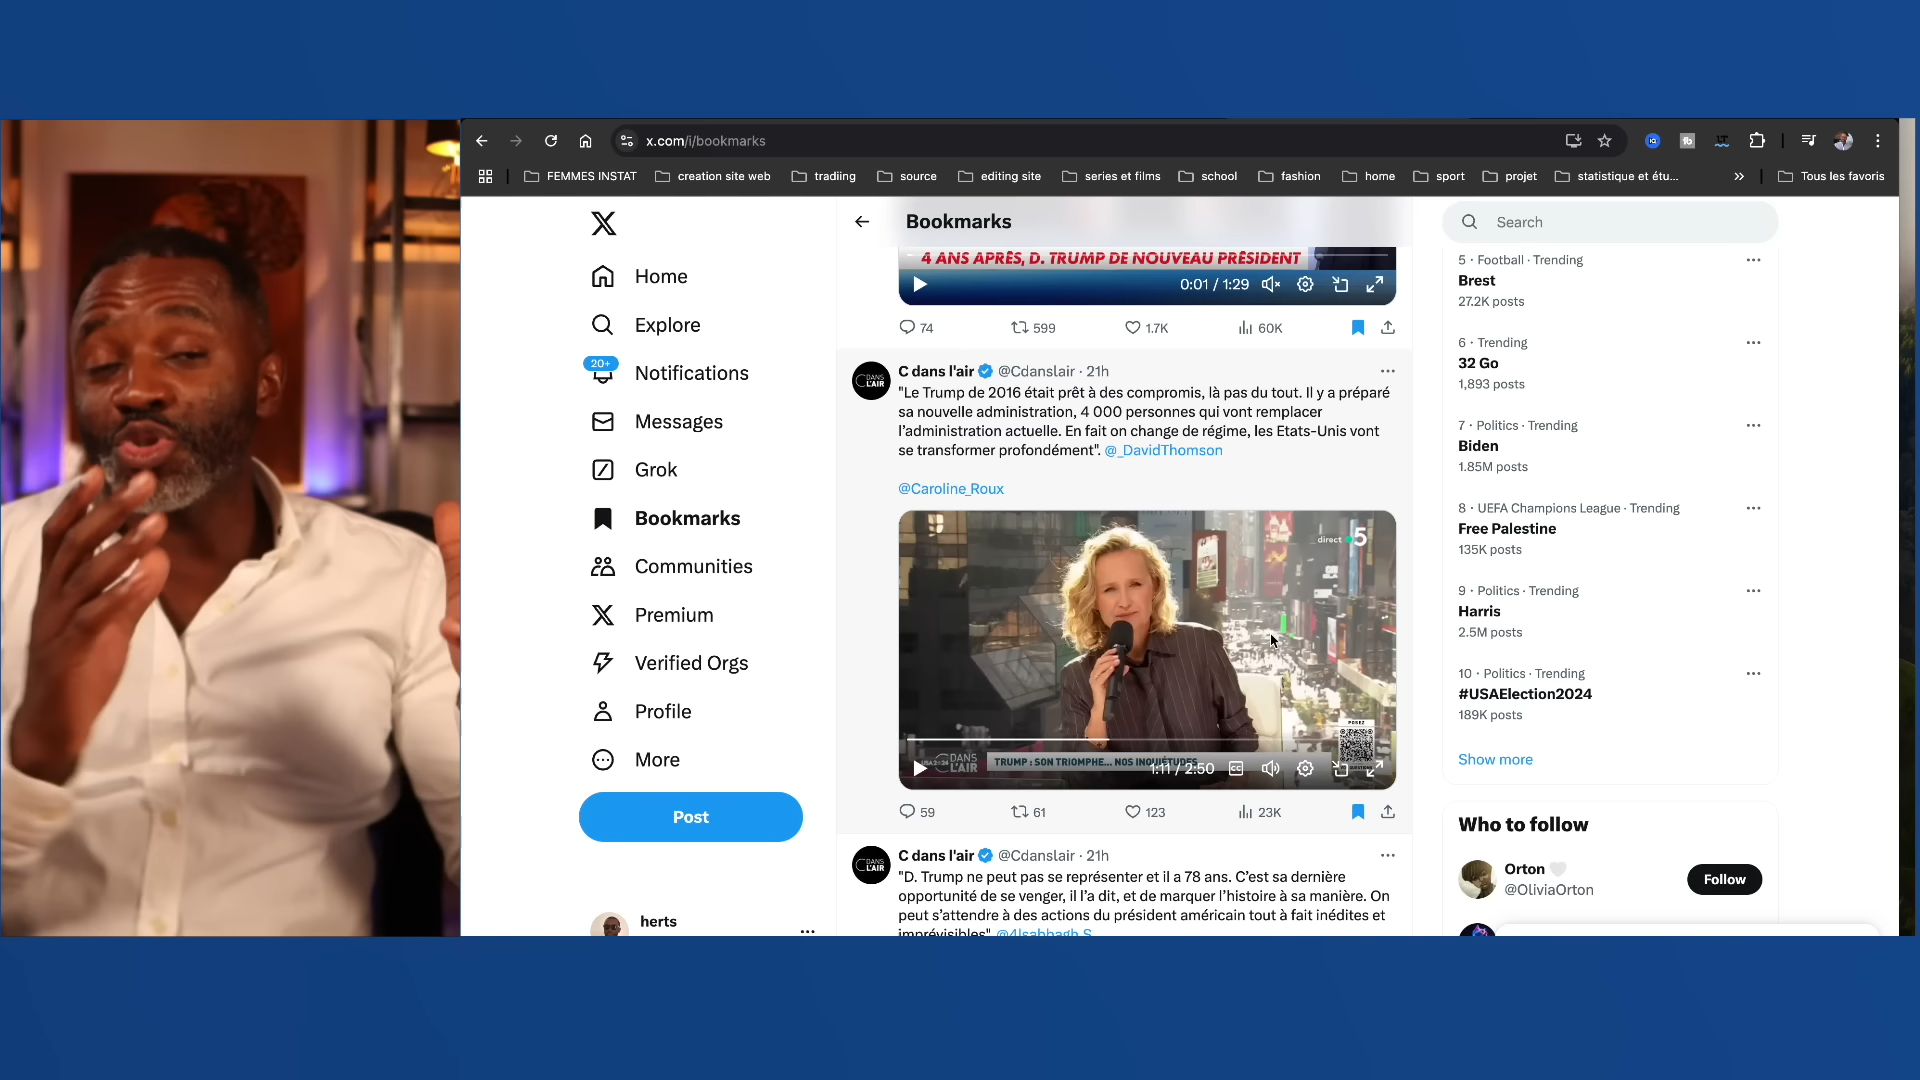 x.com/i/bookmarks
FEMMES INSTAT
creation site web
tradiing
source
editing site
series et films
school
fashion
home
sport
projet
statistique et étu...
Tous les favoris
Home
Explore
20+
Notifications
Messages
Grok
Bookmarks
Communities
Premium
Verified Orgs
Profile
More
Post
herts
Bookmarks
4 ANS APRÈS, D. TRUMP DE NOUVEAU PRÉSIDENT
0:01 / 1:29
74
599
1.7K
60K
C dans l'air @Cdanslair · 21h
"Le Trump de 2016 était prêt à des compromis, là pas du tout. Il y a préparé
sa nouvelle administration, 4 000 personnes qui vont remplacer
l'administration actuelle. En fait on change de régime, les Etats-Unis vont
se transformer profondément". @_DavidThomson
@Caroline_Roux
direct 5
POSEZ
C DANS L'AIR
TRUMP : SON TRIOMPHE... NOS INQUIÉTUDES
1:11 / 2:50
59
61
123
23K
C dans l'air @Cdanslair · 21h
"D. Trump ne peut pas se représenter et il a 78 ans. C'est sa dernière
opportunité de se venger, il l'a dit, et de marquer l'histoire à sa manière. On
peut s'attendre à des actions du président américain tout à fait inédites et
imprévisibles". @4lsabbagh S
Search
5 · Football · Trending
Brest
27.2K posts
6 · Trending
32 Go
1,893 posts
7 · Politics · Trending
Biden
1.85M posts
8 · UEFA Champions League · Trending
Free Palestine
135K posts
9 · Politics · Trending
Harris
2.5M posts
10 · Politics · Trending
#USAElection2024
189K posts
Show more
Who to follow
Orton
@OliviaOrton
Follow